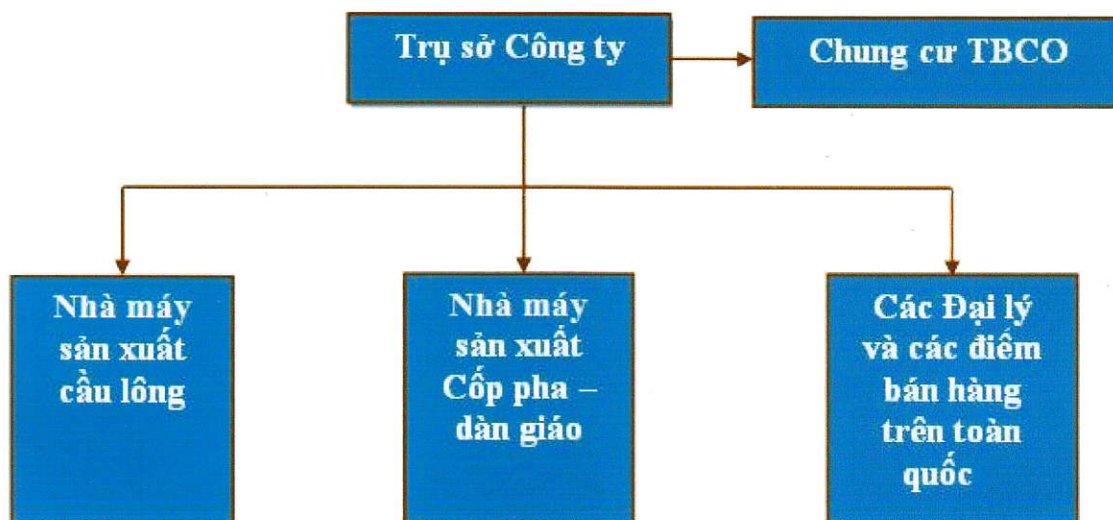 Trụ sở Công ty
Chung cư TBCO
Nhà máy
sản xuất
cầu lông
Nhà máy
sản xuất
Cốp pha –
dàn giáo
Các Đại lý
và các điểm
bán hàng
trên toàn
quốc